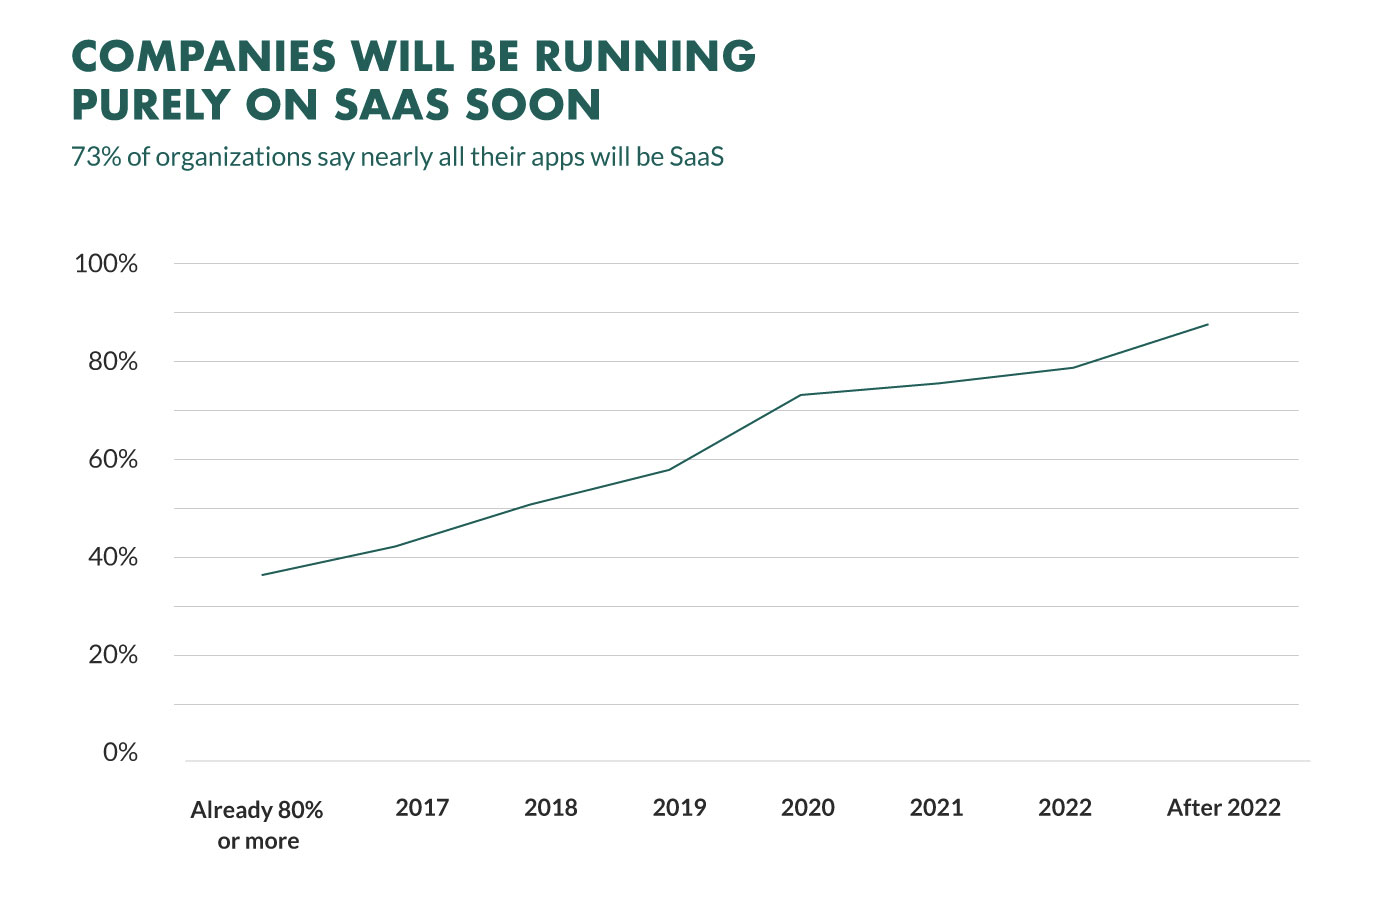 COMPANIES WILL BE RUNNING
PURELY ON SAAS SOON
73% of organizations say nearly all their apps will be SaaS
100%
80%
60%
40%
20%
0%
Already 80%
or more
2017
2018
2019
2020
2021
2022
After 2022